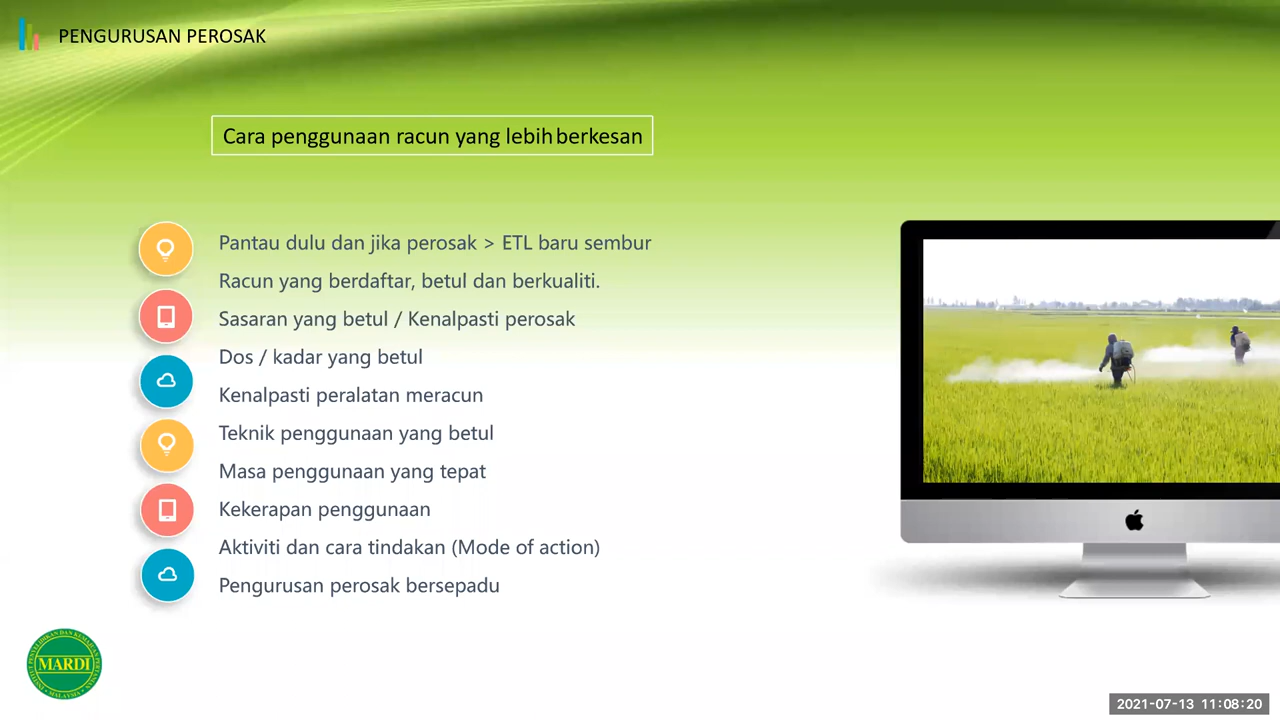 PENGURUSAN PEROSAK
Cara penggunaan racun yang lebih berkesan
Pantau dulu dan jika perosak > ETL baru sembur
Racun yang berdaftar, betul dan berkualiti.
Sasaran yang betul / Kenalpasti perosak
Dos / kadar yang betul
Kenalpasti peralatan meracun
Teknik penggunaan yang betul
Masa penggunaan yang tepat
Kekerapan penggunaan
Aktiviti dan cara tindakan (Mode of action)
Pengurusan perosak bersepadu
MARDI
MALAYSIA
2021-07-13 11:08:20